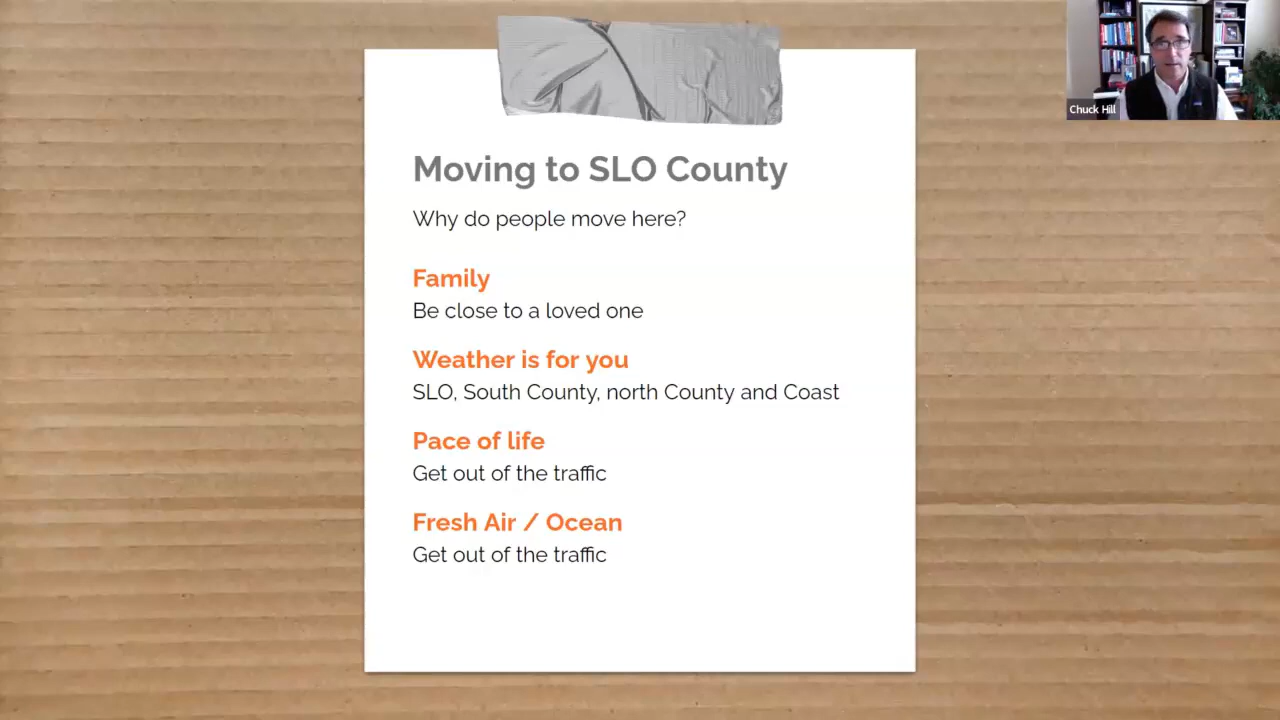 Moving to SLO County
Why do people move here?
Family
Be close to a loved one
Weather is for you
SLO, South County, north County and Coast
Pace of life
Get out of the traffic
Fresh Air / Ocean
Get out of the traffic
Chuck Hill